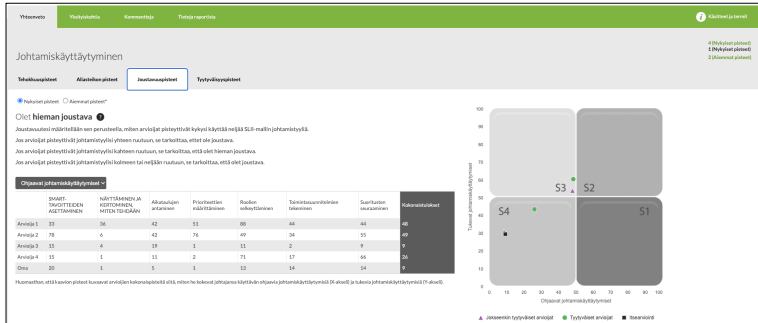 Yhteenveto Yksityiskohtia Kommentteja Tietoja raportista Käsitteet ja termit
4 (Nykyiset pisteet)
1 (Nykyiset pisteet)
3 (Aiemmat pisteet)
Johtamiskäyttäytyminen
Tehokkuuspisteet Aliasteikon pisteet Joustavuuspisteet Tyytyväisyyspisteet
Nykyiset pisteet Aiemmat pisteet*
Olet hieman joustava ?
Joustavuutesi määritellään sen perusteella, miten arvioijat pisteyttivät kykysi käyttää neljää SLII-mallin johtamistyyliä.
Jos arvioijat pisteyttivät johtamistyylisi yhteen ruutuun, se tarkoittaa, ettet ole joustava.
Jos arvioijat pisteyttivät johtamistyylisi kahteen ruutuun, se tarkoittaa, että olet hieman joustava.
Jos arvioijat pisteyttivät johtamistyylisi kolmeen tai neljään ruutuun, se tarkoittaa, että olet joustava.
Ohjaavat johtamiskäyttäytymiset
SMART-TAVOITTEIDEN ASETTAMINEN NÄYTTÄMINEN JA KERTOMINEN, MITEN TEHDÄÄN Aikataulujen antaminen Prioriteettien määrittäminen Roolien selkeyttäminen Toimintasuunnitelmien tekeminen Suoritusten seuraaminen Kokonaistulokset
Arvioija 1 33 36 42 51 88 44 44 48
Arvioija 2 78 6 42 76 49 34 55 49
Arvioija 3 15 4 19 1 11 2 9 9
Arvioija 4 15 1 11 2 71 17 66 26
Oma 20 1 5 1 13 14 14 9
Huomaathan, että kaavion pisteet kuvaavat arvioijien kokonaispisteitä siitä, miten he kokevat johtajansa käyttävän ohjaavia johtamiskäyttäytymisiä (X-akseli) ja tukevia johtamiskäyttäytymisiä (Y-akseli).
100
90
80
70
60
50
40
30
20
10
0
Tukevat johtamiskäyttäytymiset
S3 S2
S4 S1
0 10 20 30 40 50 60 70 80 90 100
Ohjaavat johtamiskäyttäytymiset
Jokseenkin tyytyväiset arvioijat Tyytyväiset arvioijat Itsearviointi